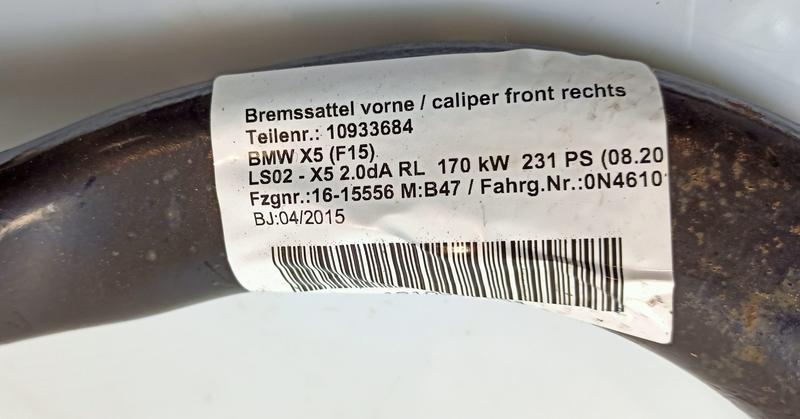 Bremssattel vorne / caliper front rechts
Teilenr.: 10933684
BMW X5 (F15)
LS02 - X5 2.0dA RL 170 kW 231 PS (08.20
Fzgnr.:16-15556 M:B47 / Fahrg.Nr.:0N4610
BJ:04/2015